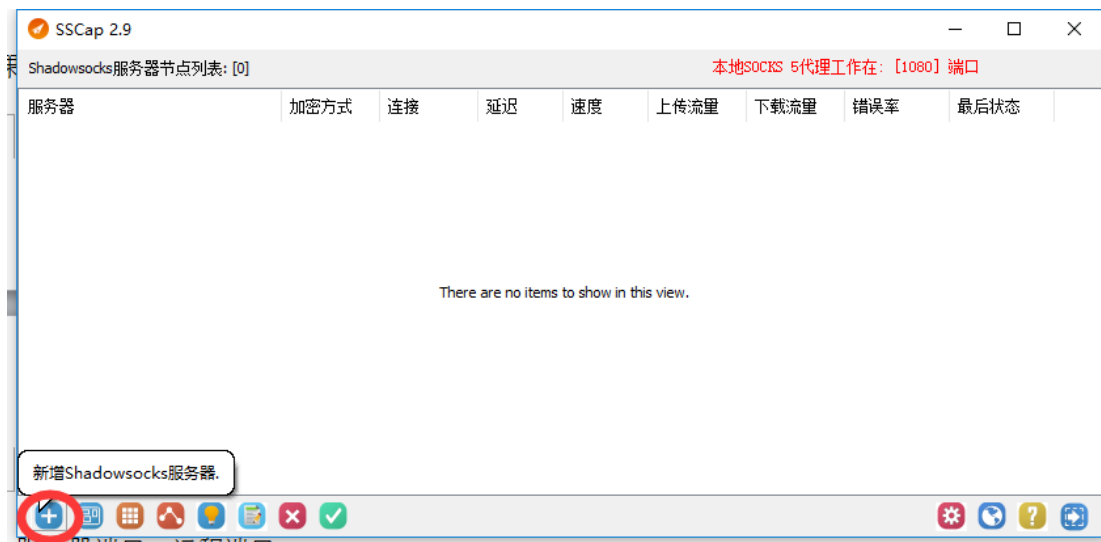 SSCap 2.9
Shadowsocks服务器节点列表: [0]
本地SOCKS 5代理工作在: [1080] 端口
服务器 加密方式 连接 延迟 速度 上传流量 下载流量 错误率 最后状态
There are no items to show in this view.
新增Shadowsocks服务器.